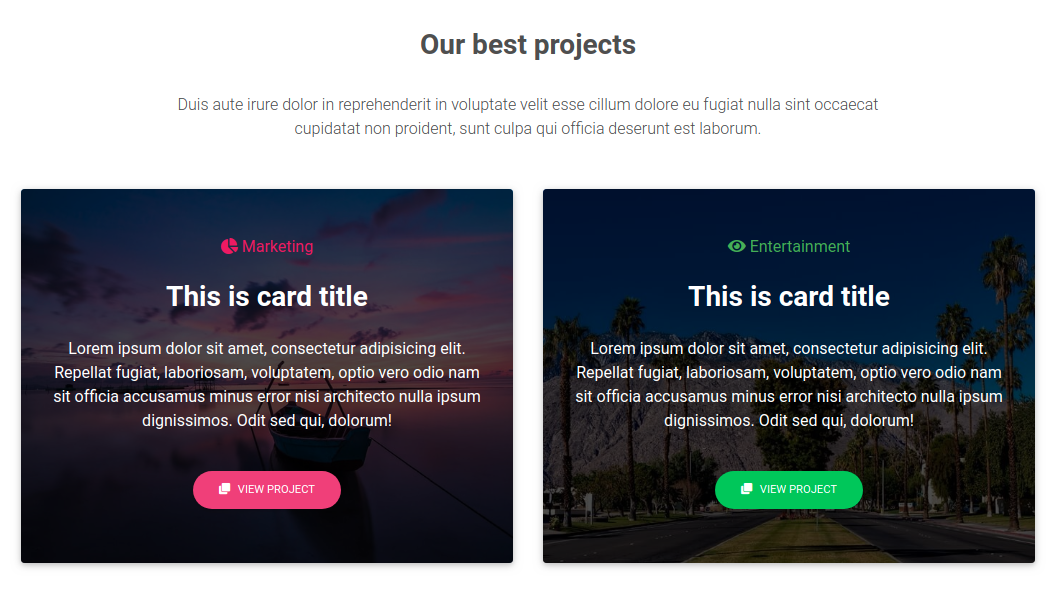 Our best projects
Duis aute irure dolor in reprehenderit in voluptate velit esse cillum dolore eu fugiat nulla sint occaecat
cupidatat non proident, sunt culpa qui officia deserunt est laborum.
Marketing
This is card title
Lorem ipsum dolor sit amet, consectetur adipisicing elit.
Repellat fugiat, laboriosam, voluptatem, optio vero odio nam
sit officia accusamus minus error nisi architecto nulla ipsum
dignissimos. Odit sed qui, dolorum!
VIEW PROJECT
Entertainment
This is card title
Lorem ipsum dolor sit amet, consectetur adipisicing elit.
Repellat fugiat, laboriosam, voluptatem, optio vero odio nam
sit officia accusamus minus error nisi architecto nulla ipsum
dignissimos. Odit sed qui, dolorum!
VIEW PROJECT